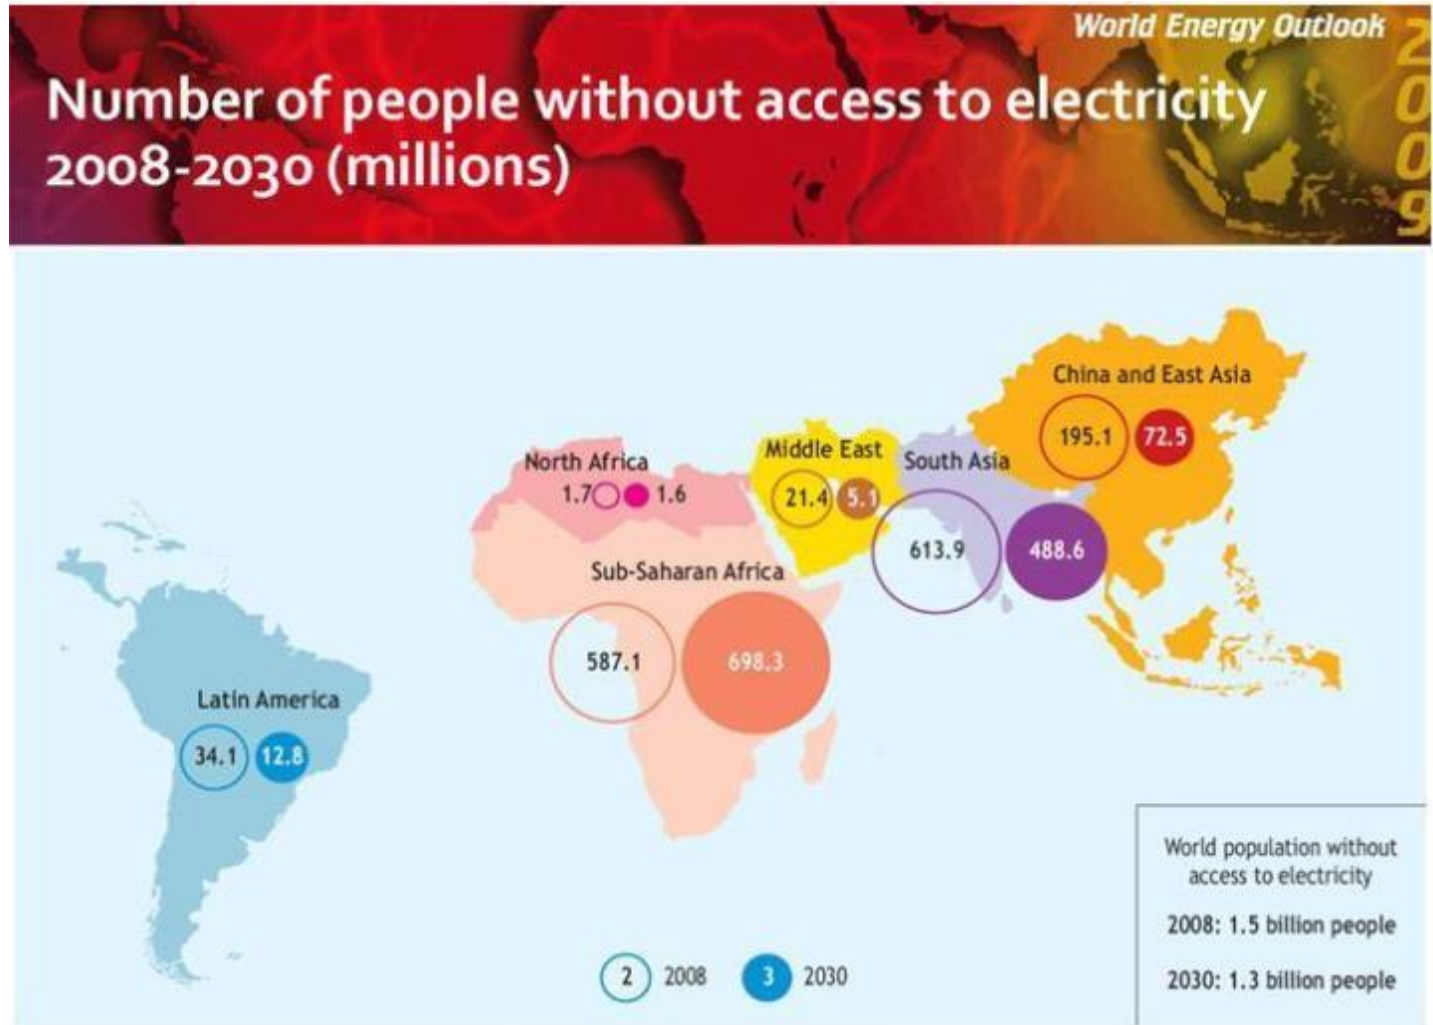 World Energy Outlook
2009
Number of people without access to electricity
2008-2030 (millions)
China and East Asia
195.1 72.5
North Africa
1.7 1.6
Middle East
21.4 5.1
South Asia
613.9 488.6
Sub-Saharan Africa
587.1 698.3
Latin America
34.1 12.8
World population without
access to electricity
2008: 1.5 billion people
2030: 1.3 billion people
2 2008 3 2030